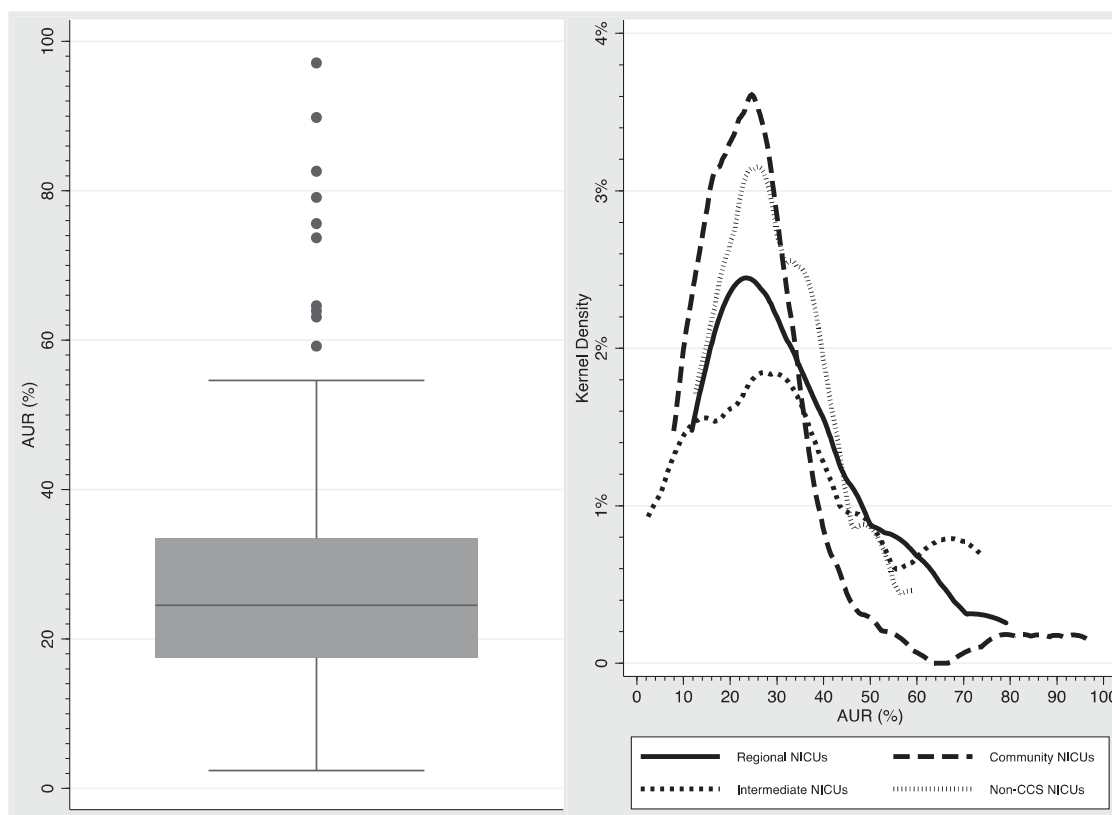 100
80
60
40
20
0
AUR (%)
4%
3%
2%
1%
0
Kernel Density
0 10 20 30 40 50 60 70 80 90 100
AUR (%)
Regional NICUs
Community NICUs
Intermediate NICUs
Non-CCS NICUs